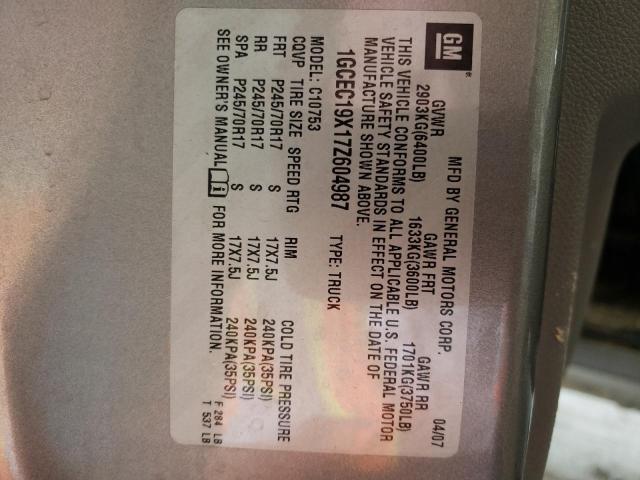 GM ®
MFD BY GENERAL MOTORS CORP. 04/07
GVWR GAWR FRT GAWR RR
2903KG(6400LB) 1633KG(3600LB) 1701KG(3750LB)
THIS VEHICLE CONFORMS TO ALL APPLICABLE U.S. FEDERAL MOTOR
VEHICLE SAFETY STANDARDS IN EFFECT ON THE DATE OF
MANUFACTURE SHOWN ABOVE.
1GCEC19X17Z604987 TYPE: TRUCK
MODEL: C10753
CQVP TIRE SIZE SPEED RTG RIM COLD TIRE PRESSURE
FRT P245/70R17 S 17X7.5J 240KPA(35PSI)
RR P245/70R17 S 17X7.5J 240KPA(35PSI)
SPA P245/70R17 S 17X7.5J 240KPA(35PSI)
SEE OWNER'S MANUAL i FOR MORE INFORMATION.
F 284 LB
T 537 LB